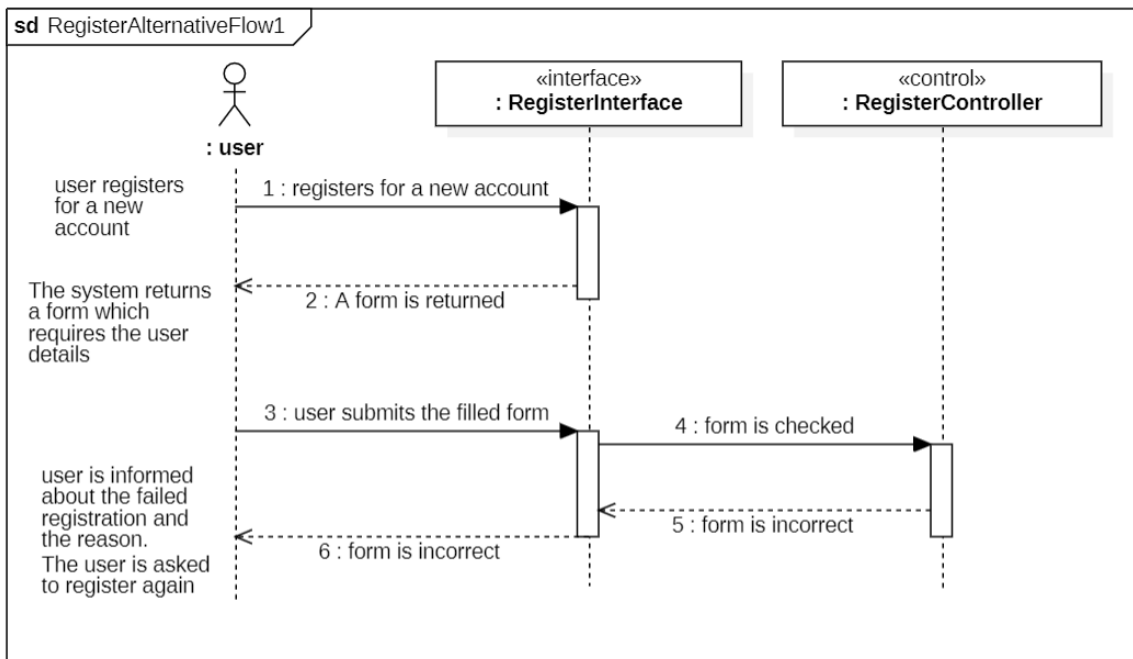 sd RegisterAlternativeFlow1
«interface»
: RegisterInterface
«control»
: RegisterController
: user
user registers
for a new
account
1 : registers for a new account
The system returns
a form which
requires the user
details
2 : A form is returned
3 : user submits the filled form
4 : form is checked
user is informed
about the failed
registration and
the reason.
The user is asked
to register again
5 : form is incorrect
6 : form is incorrect